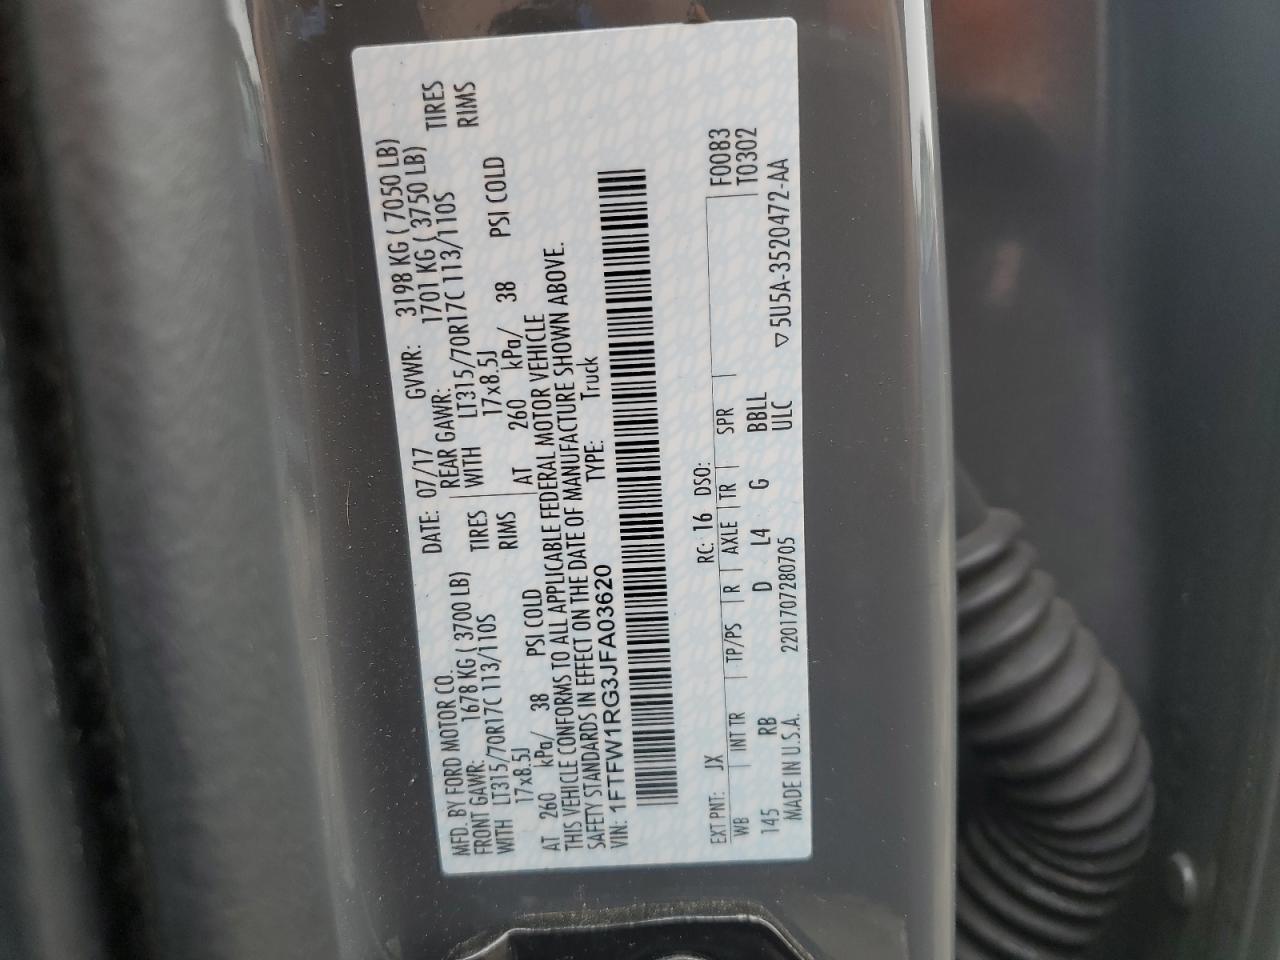 MFD. BY FORD MOTOR CO.
DATE: 07/17 GVWR: 3198 KG ( 7050 LB)
FRONT GAWR: 1678 KG ( 3700 LB) REAR GAWR: 1701 KG ( 3750 LB)
WITH LT315/70R17C 113/110S TIRES WITH LT315/70R17C 113/110S TIRES
17x8.5J RIMS 17x8.5J RIMS
AT 260 kPa/ 38 PSI COLD AT 260 kPa/ 38 PSI COLD
THIS VEHICLE CONFORMS TO ALL APPLICABLE FEDERAL MOTOR VEHICLE
SAFETY STANDARDS IN EFFECT ON THE DATE OF MANUFACTURE SHOWN ABOVE.
VIN: 1FTFW1RG3JFA03620 TYPE: Truck
EXT PNT: JX RC: 16 DSO: F0083
WB INT TR TP/PS R AXLE TR SPR T0302
145 RB D L4 G BBLL
MADE IN U.S.A. 2201707280705 ULC ▽5U5A-3520472-AA